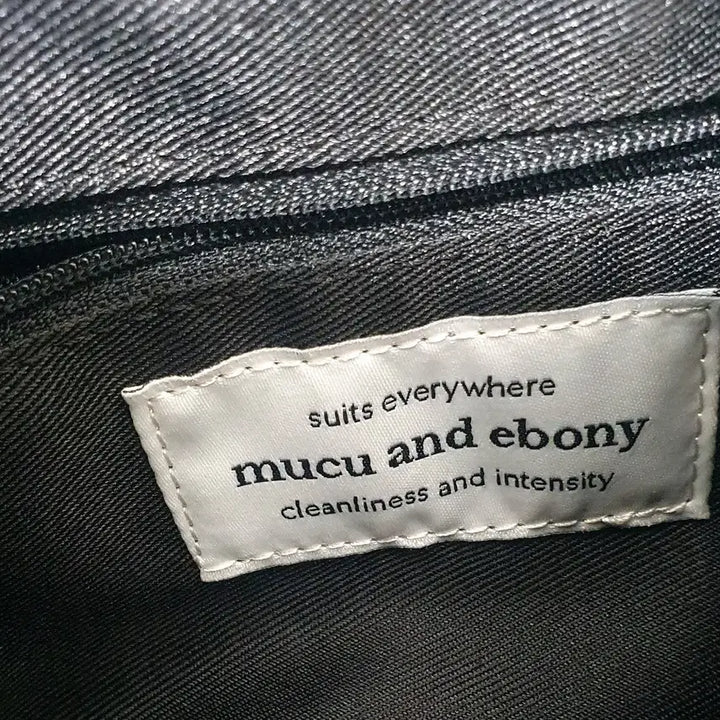 suits everywhere
mucu and ebony
cleanliness and intensity